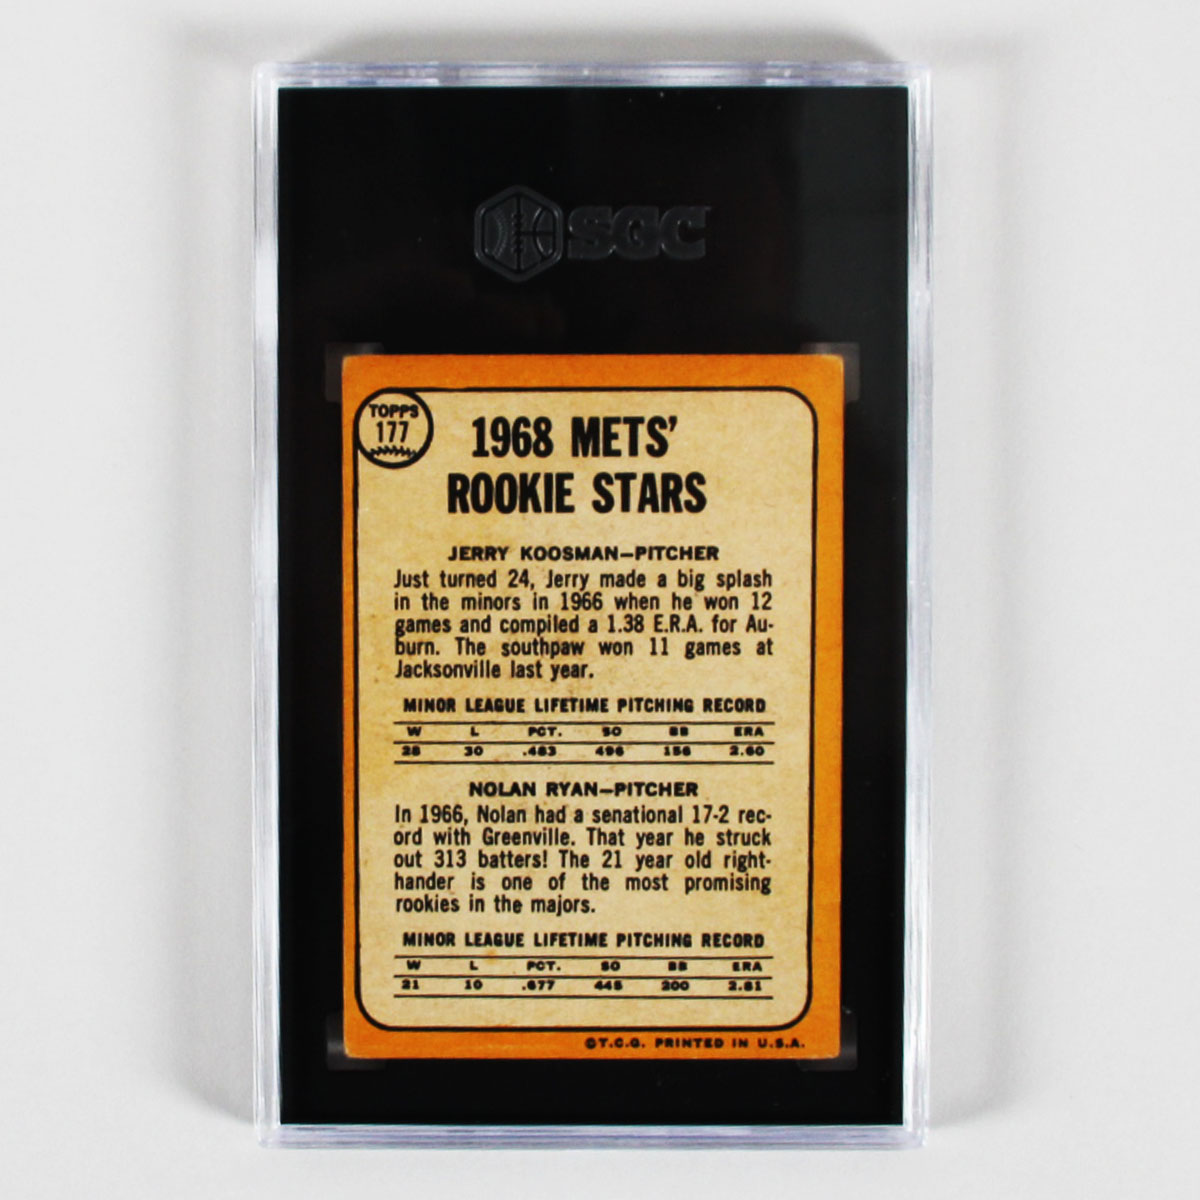 SGC
TOPPS
177
1968 METS'
ROOKIE STARS
JERRY KOOSMAN—PITCHER
Just turned 24, Jerry made a big splash
in the minors in 1966 when he won 12
games and compiled a 1.38 E.R.A. for Au-
burn. The southpaw won 11 games at
Jacksonville last year.
MINOR LEAGUE LIFETIME PITCHING RECORD
W L PCT. SO BB ERA
28 30 .483 496 156 2.60
NOLAN RYAN—PITCHER
In 1966, Nolan had a senational 17-2 rec-
ord with Greenville. That year he struck
out 313 batters! The 21 year old right-
hander is one of the most promising
rookies in the majors.
MINOR LEAGUE LIFETIME PITCHING RECORD
W L PCT. SO BB ERA
21 10 .677 445 200 2.61
©T.C.G. PRINTED IN U.S.A.